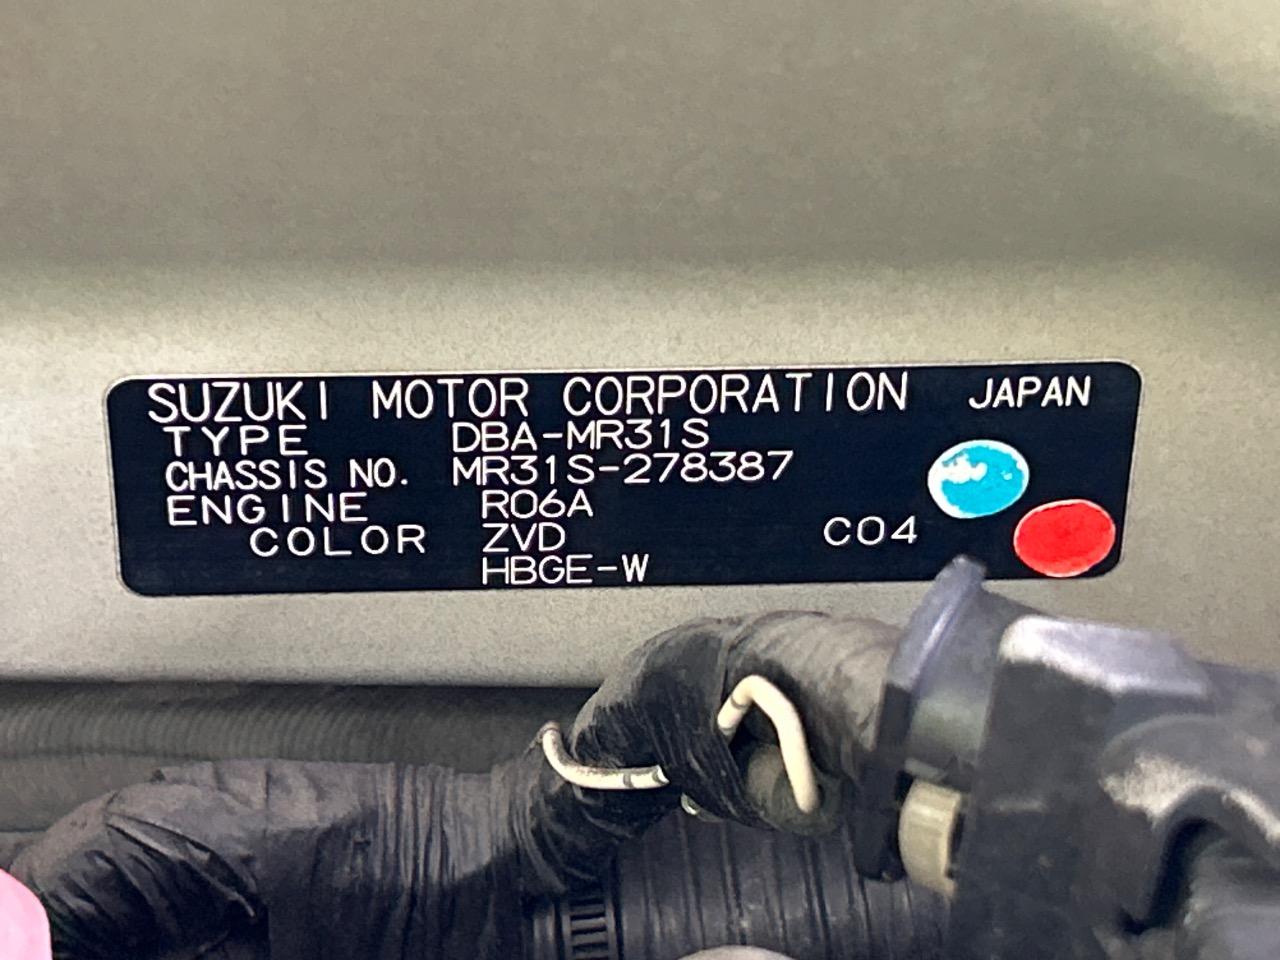 SUZUKI MOTOR CORPORATION JAPAN
TYPE DBA-MR31S
CHASSIS NO. MR31S-278387
ENGINE R06A
COLOR ZVD C04
HBGE-W